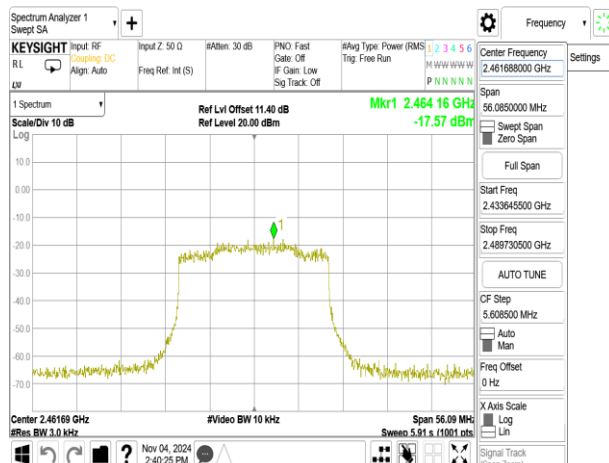 Spectrum Analyzer 1
Swept SA
+
Frequency
KEYSIGHT
RL
Input: RF
Coupling: DC
Align: Auto
Input Z: 50 Ω
Freq Ref: Int (S)
#Atten: 30 dB
PNO: Fast
Gate: Off
IF Gain: Low
Sig Track: Off
#Avg Type: Power (RMS
Trig: Free Run
1 2 3 4 5 6
M W W W W W
P N N N N N
Settings
1 Spectrum
Scale/Div 10 dB
Ref Lvl Offset 11.40 dB
Ref Level 20.00 dBm
Mkr1 2.464 16 GHz
-17.57 dBm
Log
10.0
0.00
-10.0
-20.0
-30.0
-40.0
-50.0
-60.0
-70.0
1
Center 2.46169 GHz
#Res BW 3.0 kHz
#Video BW 10 kHz
Span 56.09 MHz
Sweep 5.91 s (1001 pts
Nov 04, 2024
2:40:25 PM
?
Center Frequency
2.461688000 GHz
Span
56.0850000 MHz
Swept Span
Zero Span
Full Span
Start Freq
2.433645500 GHz
Stop Freq
2.489730500 GHz
AUTO TUNE
CF Step
5.608500 MHz
Auto
Man
Freq Offset
0 Hz
X Axis Scale
Log
Lin
Signal Track